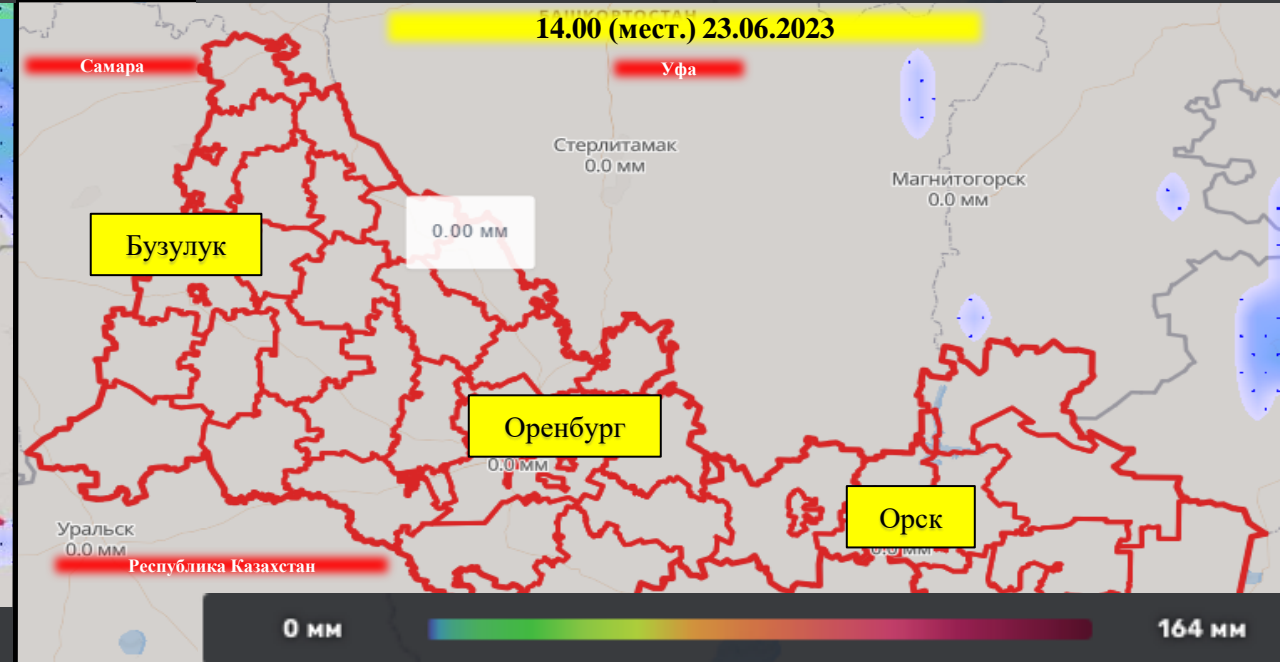 БАШКОРТОСТАН
14.00 (мест.) 23.06.2023
Самара
Уфа
Стерлитамак
0.0 мм
Магнитогорск
0.0 мм
0.00 мм
Бузулук
Оренбург
0.0 мм
Орск
0.0 мм
Уральск
0.0 мм
Республика Казахстан
0 мм
164 мм